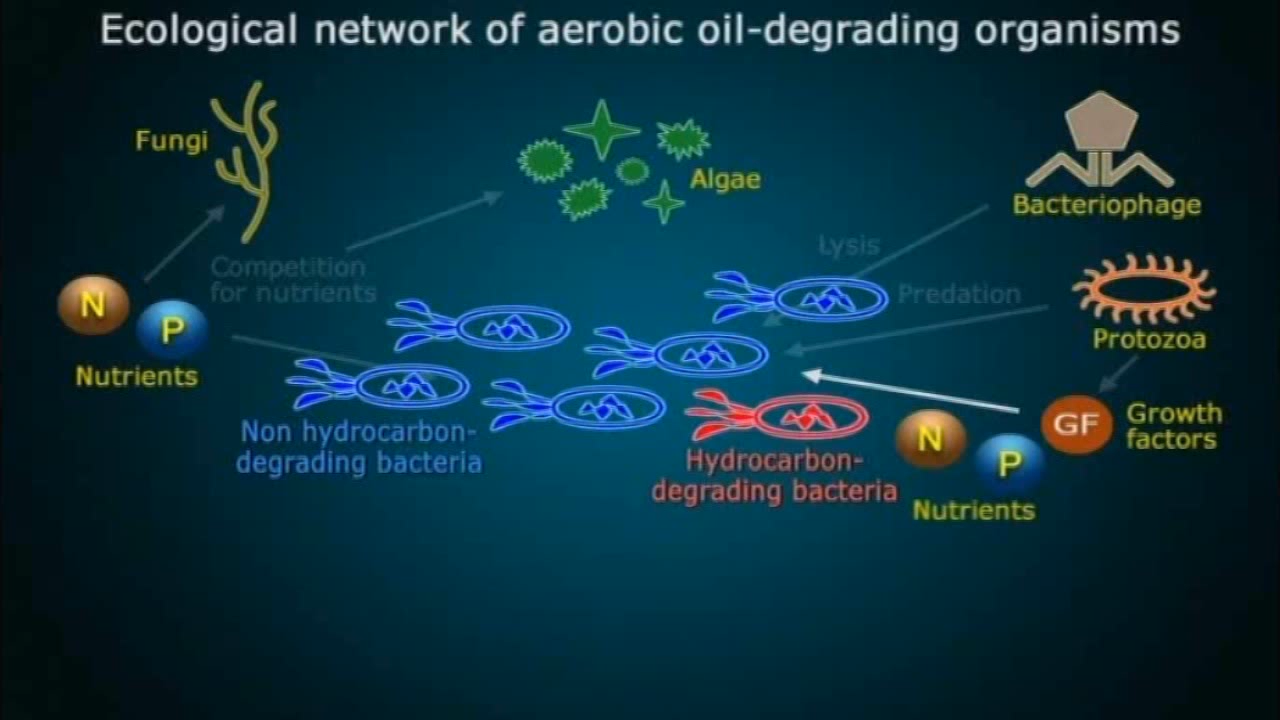 Ecological network of aerobic oil-degrading organisms
Fungi
Algae
Bacteriophage
Lysis
Competition
for nutrients
Predation
N
P
Nutrients
Protozoa
Non hydrocarbon-
degrading bacteria
Hydrocarbon-
degrading bacteria
N
P
Nutrients
GF
Growth
factors